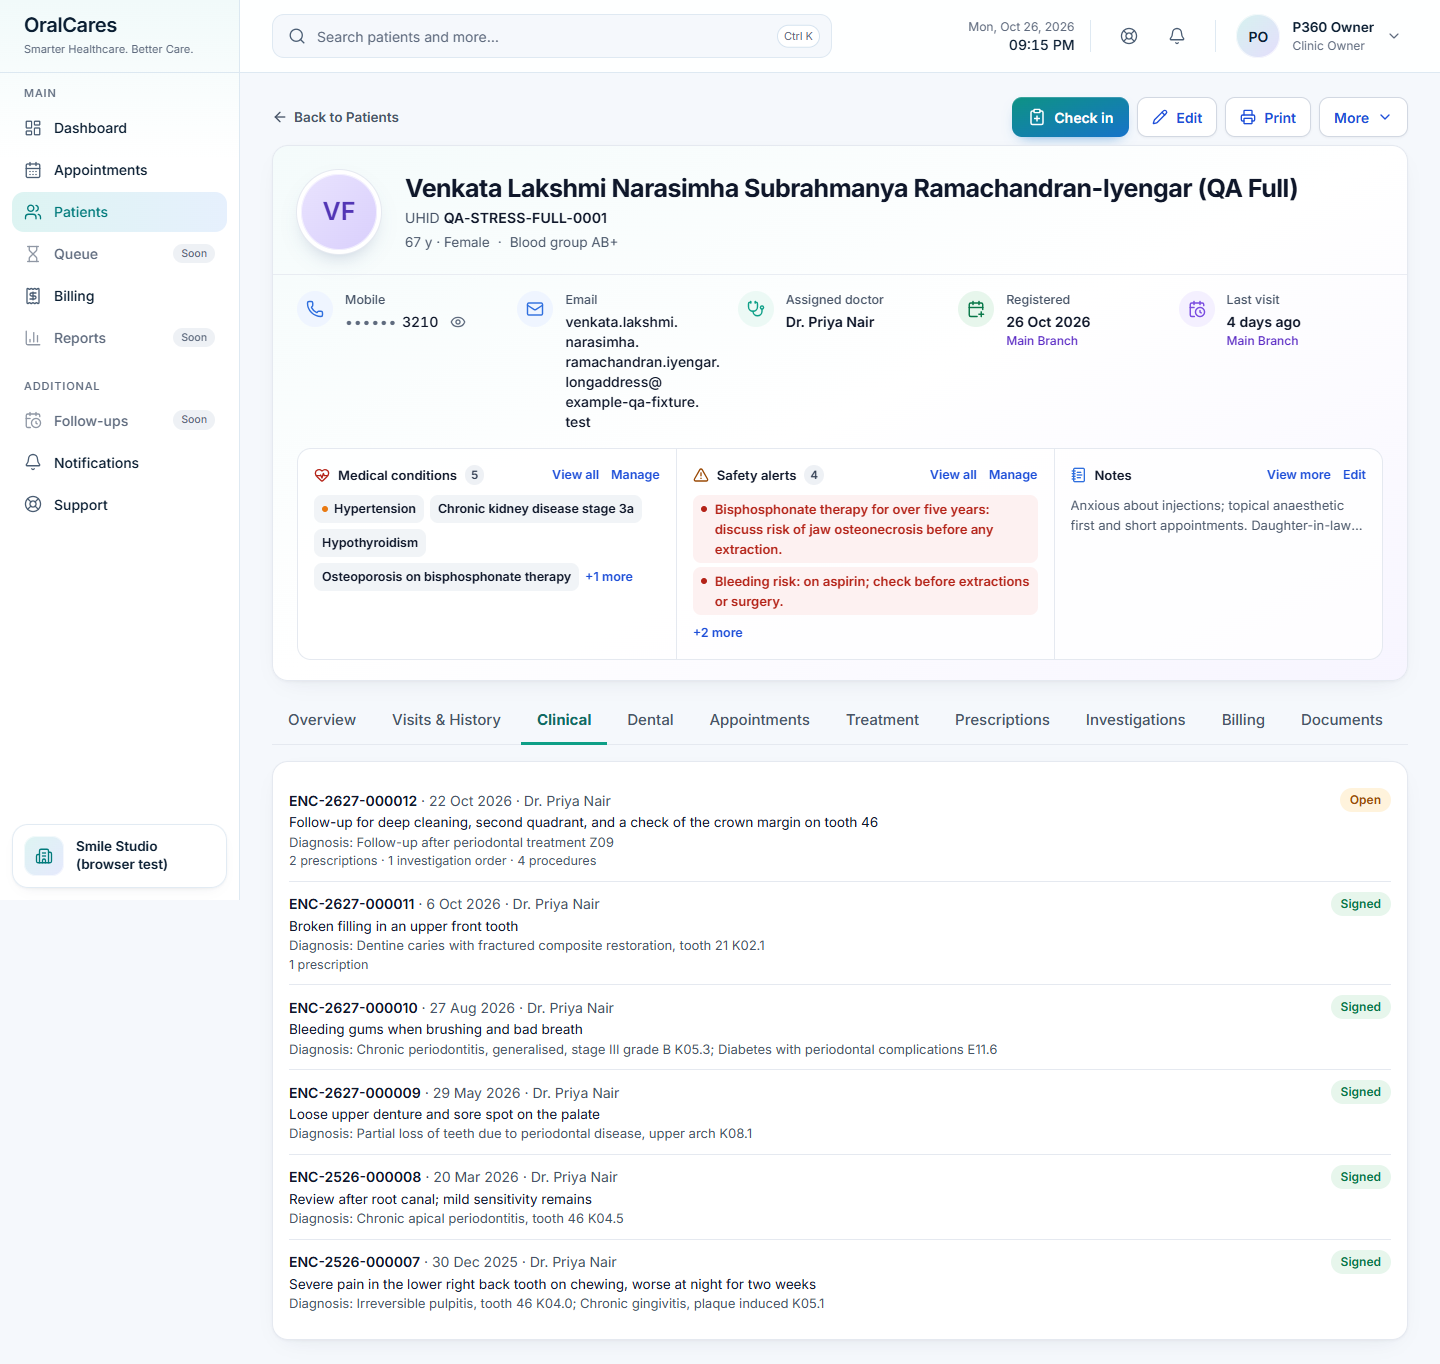 OralCares
Smarter Healthcare. Better Care.
Search patients and more...
Ctrl K
Mon, Oct 26, 2026
09:15 PM
PO
P360 Owner
Clinic Owner
MAIN
Dashboard
Appointments
Patients
Queue
Soon
Billing
Reports
Soon
ADDITIONAL
Follow-ups
Soon
Notifications
Support
Smile Studio
(browser test)
Back to Patients
Check in
Edit
Print
More
VF
Venkata Lakshmi Narasimha Subrahmanya Ramachandran-Iyengar (QA Full)
UHID QA-STRESS-FULL-0001
67 y · Female · Blood group AB+
Mobile
•••••• 3210
Email
venkata.lakshmi.
narasimha.
ramachandran.iyengar.
longaddress@
example-qa-fixture.
test
Assigned doctor
Dr. Priya Nair
Registered
26 Oct 2026
Main Branch
Last visit
4 days ago
Main Branch
Medical conditions 5 View all Manage
Hypertension
Chronic kidney disease stage 3a
Hypothyroidism
Osteoporosis on bisphosphonate therapy
+1 more
Safety alerts 4 View all Manage
Bisphosphonate therapy for over five years:
discuss risk of jaw osteonecrosis before any
extraction.
Bleeding risk: on aspirin; check before extractions
or surgery.
+2 more
Notes View more Edit
Anxious about injections; topical anaesthetic
first and short appointments. Daughter-in-law...
Overview
Visits & History
Clinical
Dental
Appointments
Treatment
Prescriptions
Investigations
Billing
Documents
ENC-2627-000012 · 22 Oct 2026 · Dr. Priya Nair
Open
Follow-up for deep cleaning, second quadrant, and a check of the crown margin on tooth 46
Diagnosis: Follow-up after periodontal treatment Z09
2 prescriptions · 1 investigation order · 4 procedures
ENC-2627-000011 · 6 Oct 2026 · Dr. Priya Nair
Signed
Broken filling in an upper front tooth
Diagnosis: Dentine caries with fractured composite restoration, tooth 21 K02.1
1 prescription
ENC-2627-000010 · 27 Aug 2026 · Dr. Priya Nair
Signed
Bleeding gums when brushing and bad breath
Diagnosis: Chronic periodontitis, generalised, stage III grade B K05.3; Diabetes with periodontal complications E11.6
ENC-2627-000009 · 29 May 2026 · Dr. Priya Nair
Signed
Loose upper denture and sore spot on the palate
Diagnosis: Partial loss of teeth due to periodontal disease, upper arch K08.1
ENC-2526-000008 · 20 Mar 2026 · Dr. Priya Nair
Signed
Review after root canal; mild sensitivity remains
Diagnosis: Chronic apical periodontitis, tooth 46 K04.5
ENC-2526-000007 · 30 Dec 2025 · Dr. Priya Nair
Signed
Severe pain in the lower right back tooth on chewing, worse at night for two weeks
Diagnosis: Irreversible pulpitis, tooth 46 K04.0; Chronic gingivitis, plaque induced K05.1